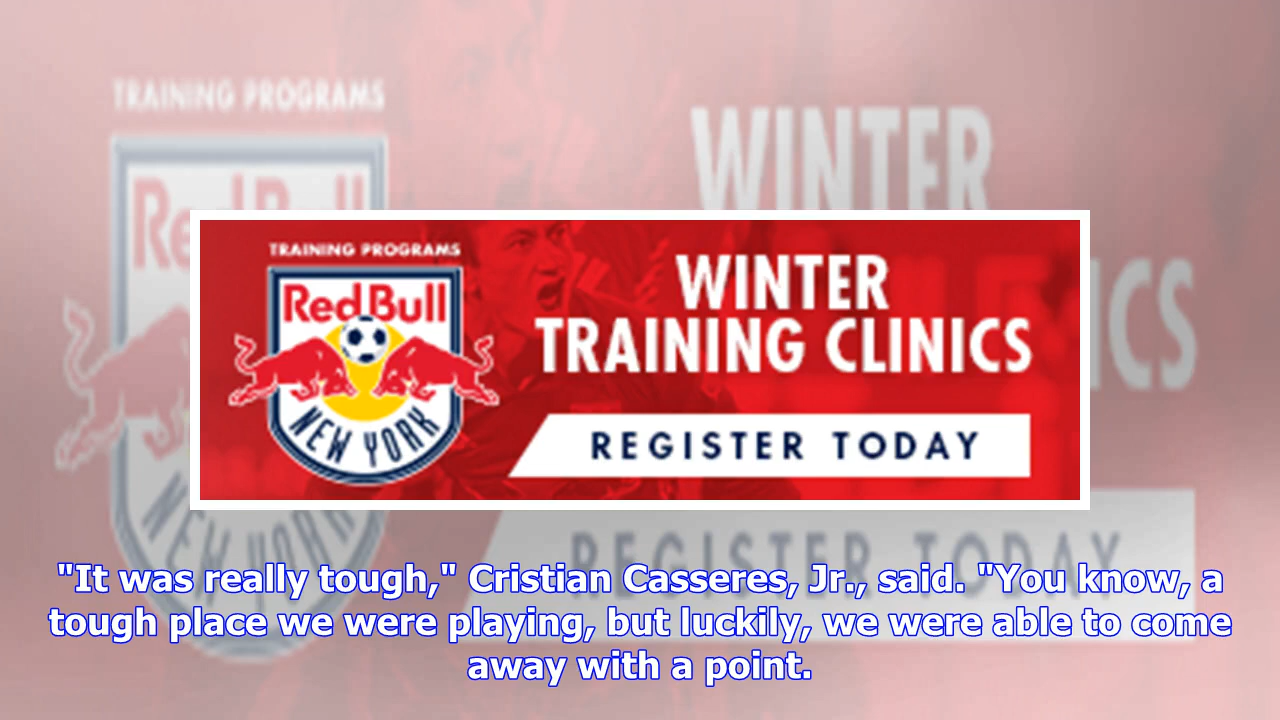 TRAINING PROGRAMS
Red Bull
NEW YORK
WINTER
TRAINING CLINICS
REGISTER TODAY
"It was really tough," Cristian Casseres, Jr., said. "You know, a
tough place we were playing, but luckily, we were able to come
away with a point.